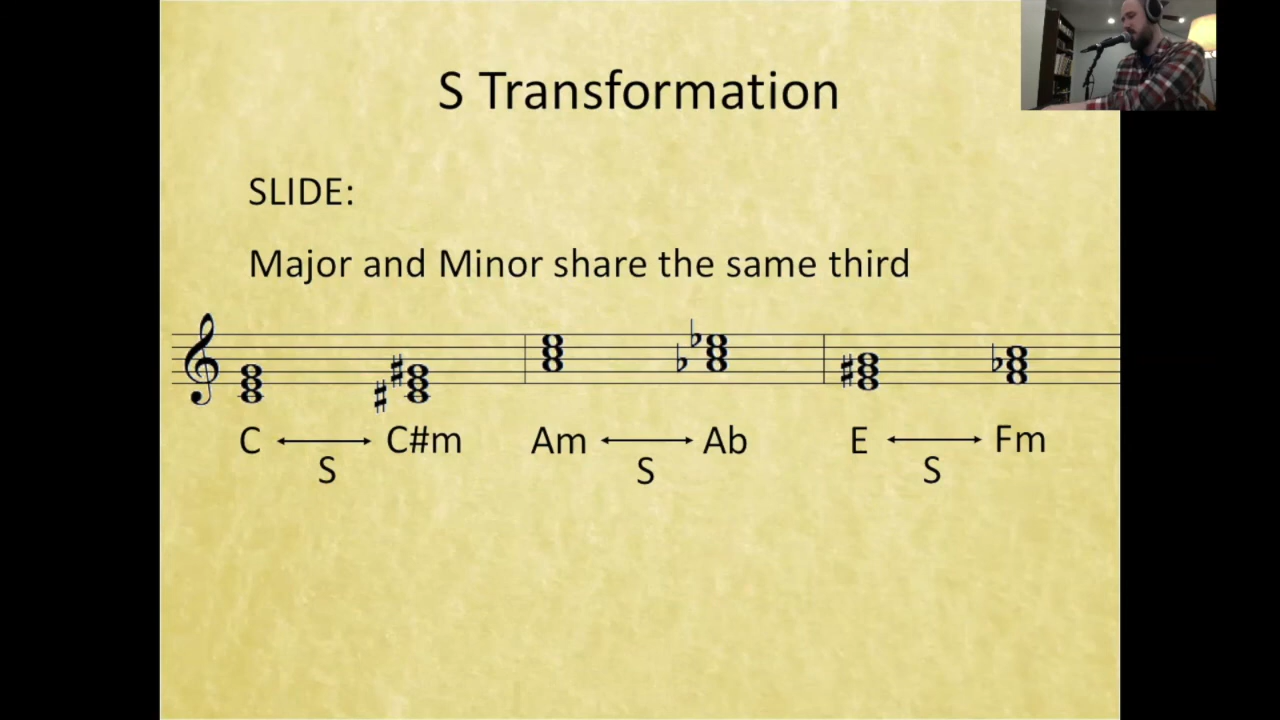 S Transformation
SLIDE:
Major and Minor share the same third
C C#m Am Ab E Fm
S S S